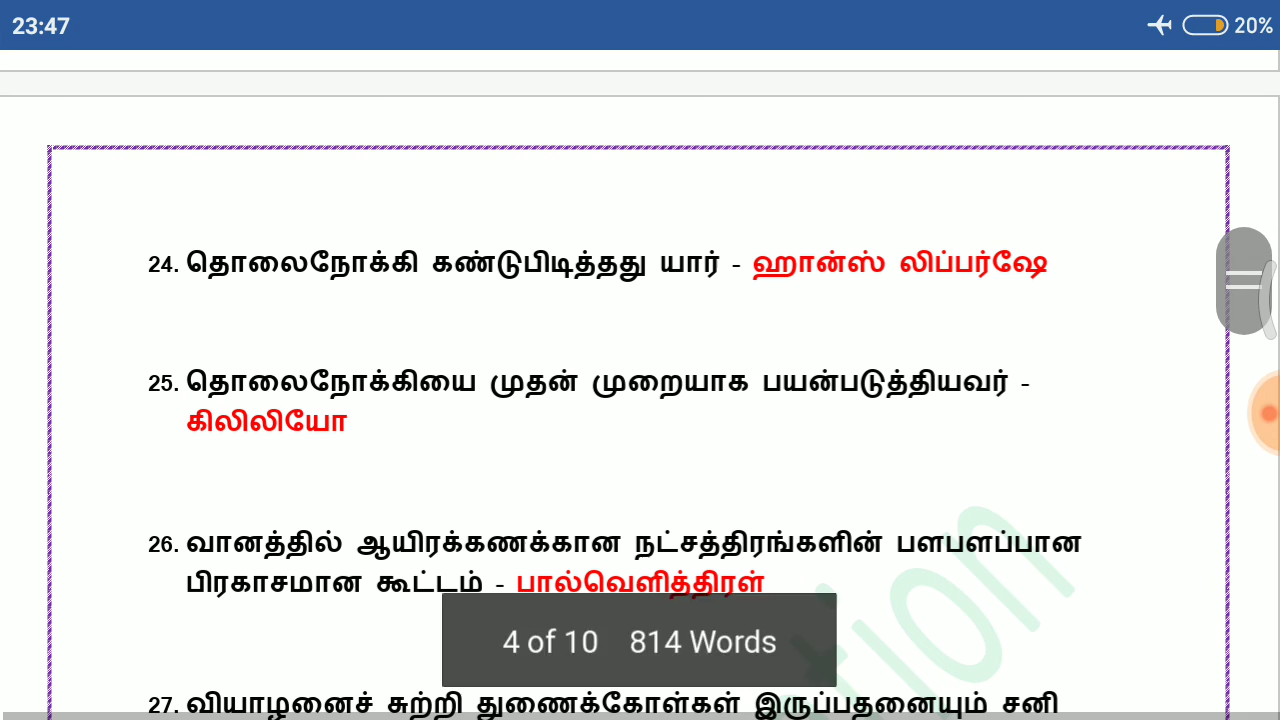 23:47
20%
24. தொலைநோக்கி கண்டுபிடித்தது யார் - ஹான்ஸ் லிப்பர்ஷே
25. தொலைநோக்கியை முதன் முறையாக பயன்படுத்தியவர் -
கிலிலியோ
26. வானத்தில் ஆயிரக்கணக்கான நட்சத்திரங்களின் பளபளப்பான
பிரகாசமான கூட்டம் - பால்வெளித்திரள்
4 of 10 814 Words
27. வியாழனைச் சுற்றி துணைக்கோள்கள் இருப்பதனையும் சனி